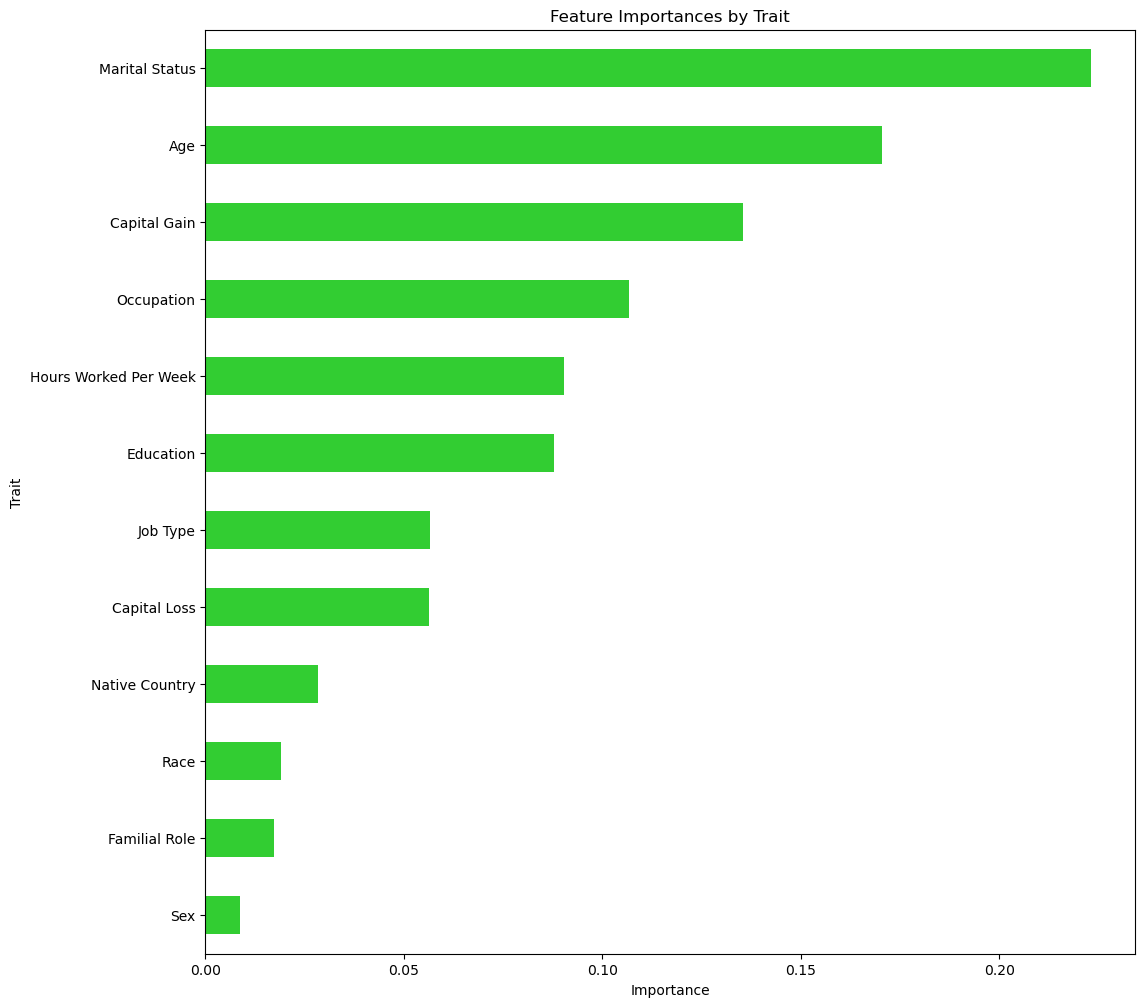 Feature Importances by Trait
Marital Status
Age
Capital Gain
Occupation
Hours Worked Per Week
Education
Job Type
Capital Loss
Native Country
Race
Familial Role
Sex
Trait
0.00 0.05 0.10 0.15 0.20
Importance